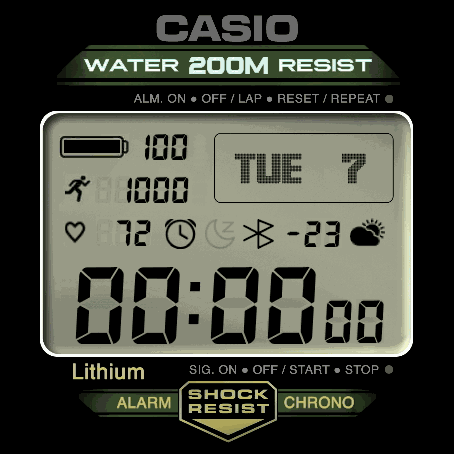 CASIO
WATER 200M RESIST
ALM. ON ● OFF / LAP ● RESET / REPEAT ●
100
TUE 7
1000
72 -23
00:00 00
Lithium
SIG. ON ● OFF / START ● STOP ●
ALARM SHOCK RESIST CHRONO